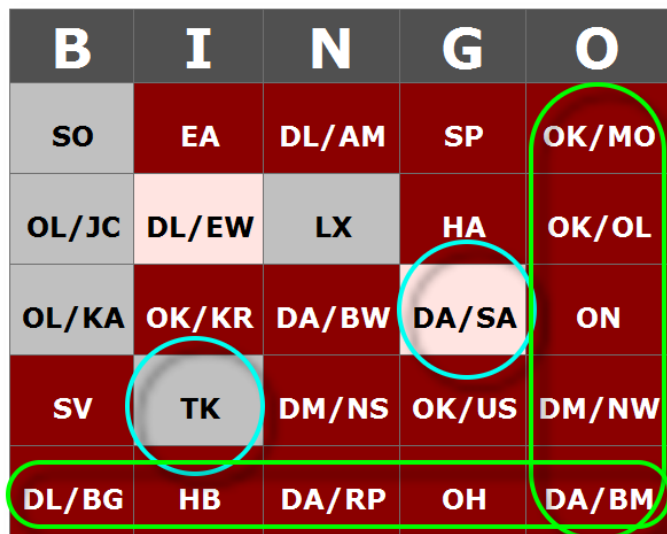 B I N G O
SO EA DL/AM SP OK/MO
OL/JC DL/EW LX HA OK/OL
OL/KA OK/KR DA/BW DA/SA ON
SV TK DM/NS OK/US DM/NW
DL/BG HB DA/RP OH DA/BM